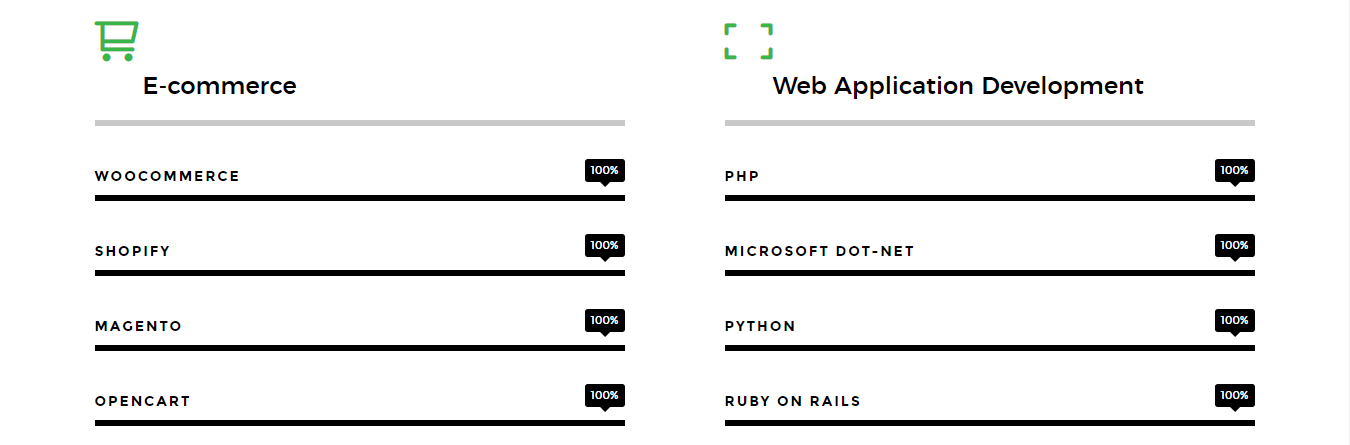 E-commerce
WOOCOMMERCE 100%
SHOPIFY 100%
MAGENTO 100%
OPENCART 100%
Web Application Development
PHP 100%
MICROSOFT DOT-NET 100%
PYTHON 100%
RUBY ON RAILS 100%